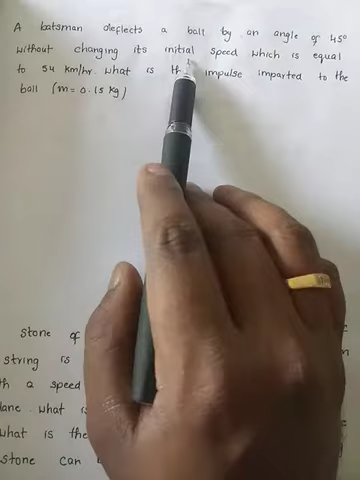 A batsman deflects a ball by an angle of 45°
without changing its initial speed which is equal
to 54 km/hr what is the impulse imparted to the
ball (m = 0.15 kg)
stone of
string is
a speed
what
what is the
stone can